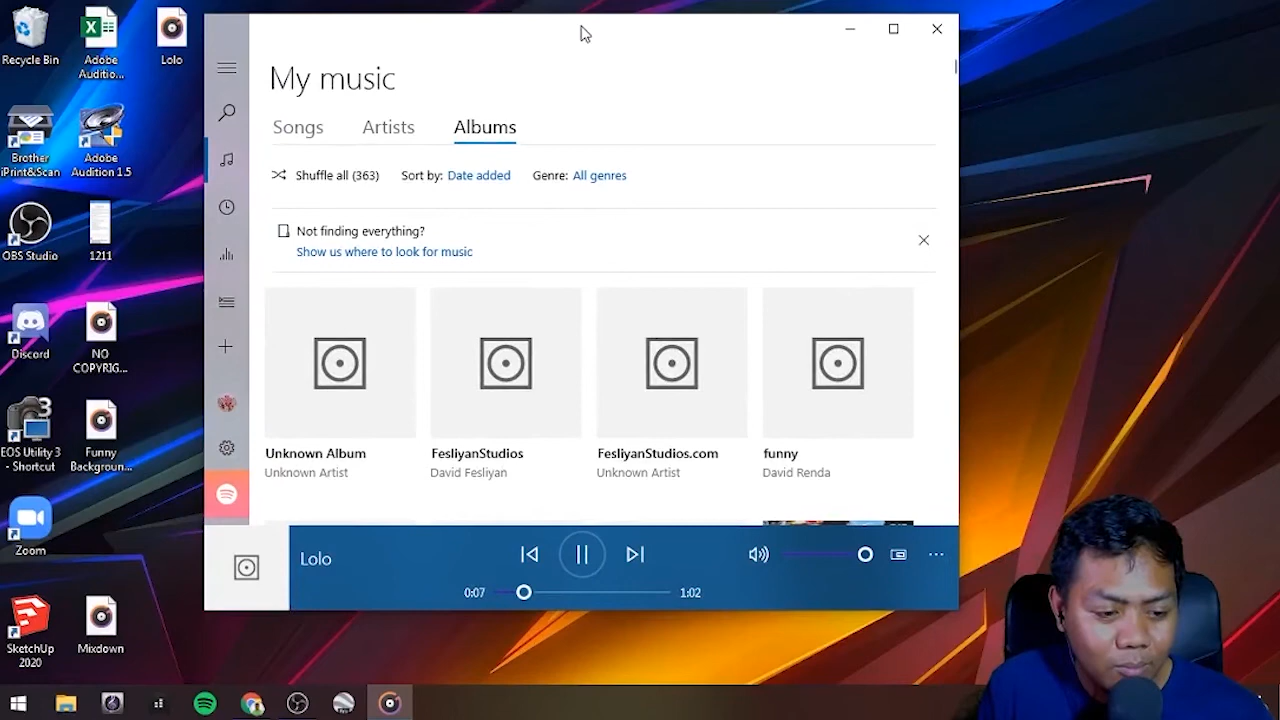 Recycle Bin
Adobe
Audition...
Lolo
Brother
iPrint&Scan
Adobe
Audition 1.5
OBS Studio
1211
Discord
NO
COPYRIG...
EOS Utility 3
- Shortcut
Funny
Backgroun...
Zoom
SketchUp
2020
Mixdown
My music
Songs Artists Albums
Shuffle all (363) Sort by: Date added Genre: All genres
Not finding everything?
Show us where to look for music
Unknown Album
Unknown Artist
FesliyanStudios
David Fesliyan
FesliyanStudios.com
Unknown Artist
funny
David Renda
Lolo
0:07
1:02